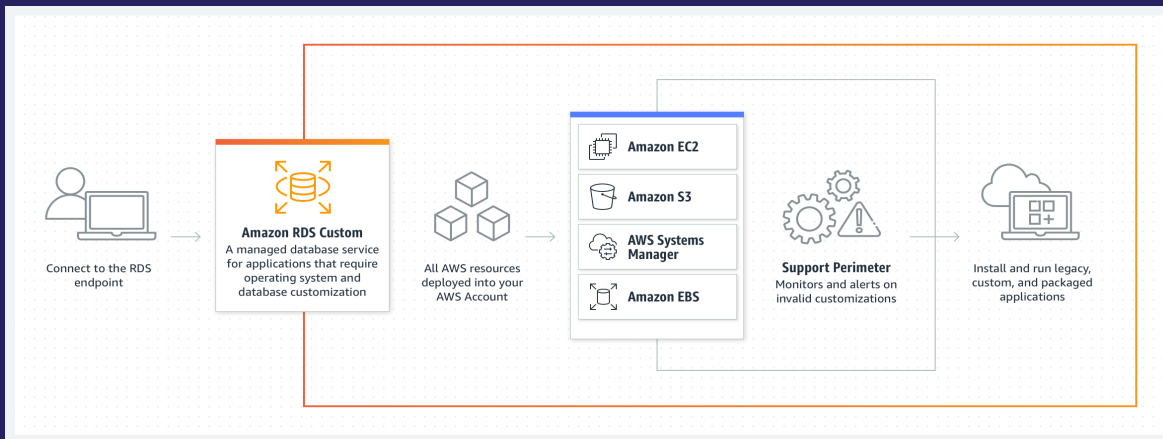 Connect to the RDS
endpoint
Amazon RDS Custom
A managed database service
for applications that require
operating system and
database customization
All AWS resources
deployed into your
AWS Account
Amazon EC2
Amazon S3
AWS Systems
Manager
Amazon EBS
Support Perimeter
Monitors and alerts on
invalid customizations
Install and run legacy,
custom, and packaged
applications